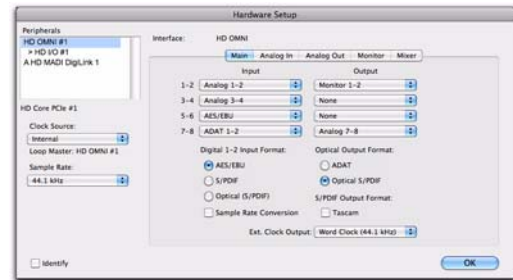 Hardware Setup
Peripherals
HD OMNI #1
> HD I/O #1
A HD MADI DigiLink 1
HD Core PCIe #1
Clock Source:
Internal
Loop Master: HD OMNI #1
Sample Rate:
44.1 kHz
Identify
Interface: HD OMNI
Main Analog In Analog Out Monitor Mixer
Input Output
1-2 Analog 1-2 Monitor 1-2
3-4 Analog 3-4 None
5-6 AES/EBU None
7-8 ADAT 1-2 Analog 7-8
Digital 1-2 Input Format: Optical Output Format:
AES/EBU ADAT
S/PDIF Optical S/PDIF
Optical (S/PDIF) S/PDIF Output Format:
Sample Rate Conversion Tascam
Ext. Clock Output: Word Clock (44.1 kHz)
OK